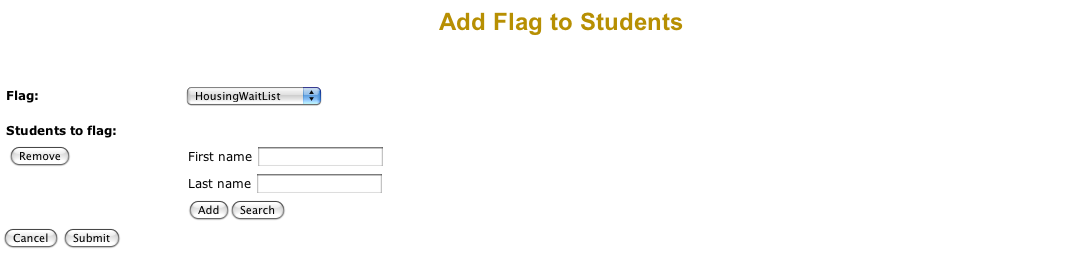 Add Flag to Students
Flag: HousingWaitList
Students to flag:
Remove First name
Last name
Add Search
Cancel Submit